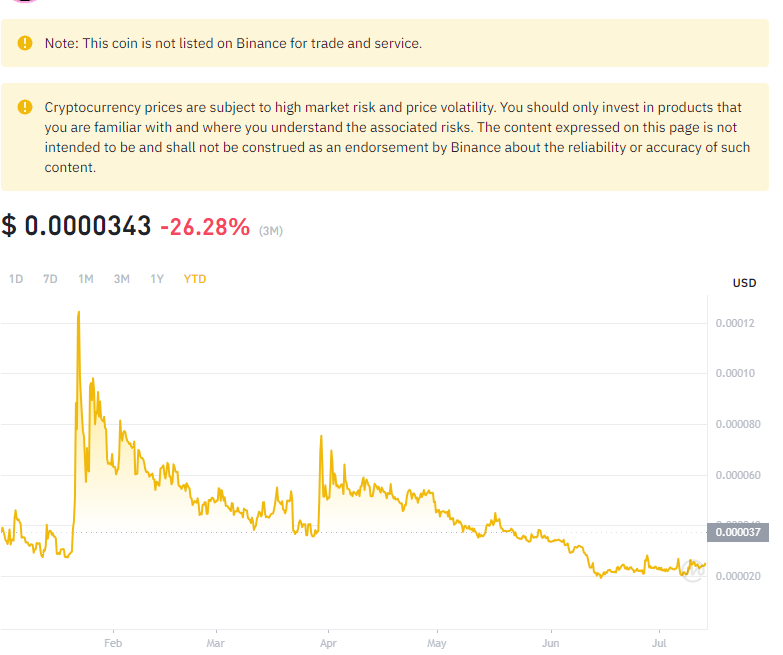 Note: This coin is not listed on Binance for trade and service.
Cryptocurrency prices are subject to high market risk and price volatility. You should only invest in products that
you are familiar with and where you understand the associated risks. The content expressed on this page is not
intended to be and shall not be construed as an endorsement by Binance about the reliability or accuracy of such
content.
$ 0.0000343 -26.28% (3M)
1D 7D 1M 3M 1Y YTD
USD
0.00012
0.00010
0.000080
0.000060
0.000037
0.000020
Feb Mar Apr May Jun Jul